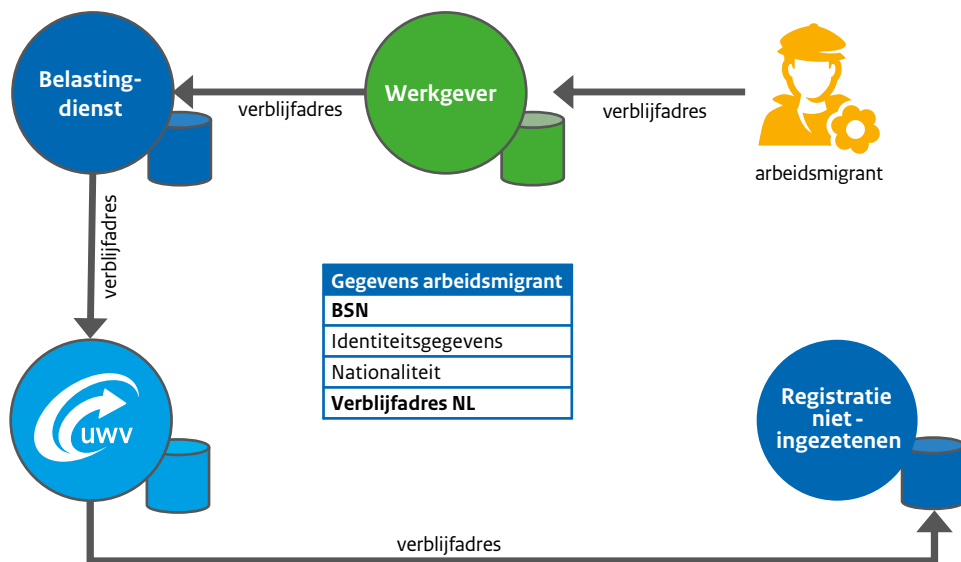 Belasting-
dienst
verblijfadres
Werkgever
verblijfadres
arbeidsmigrant
verblijfadres
Gegevens arbeidsmigrant
BSN
Identiteitsgegevens
Nationaliteit
Verblijfadres NL
uwv
Registratie
niet -
ingezetenen
verblijfadres